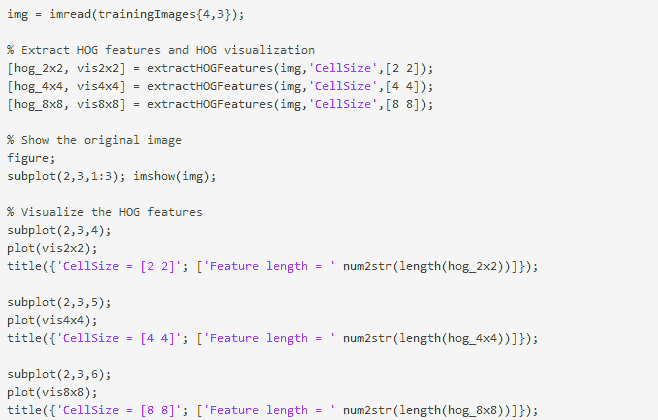 img = imread(trainingImages{4,3});
% Extract HOG features and HOG visualization
[hog_2x2, vis2x2] = extractHOGFeatures(img,'CellSize',[2 2]);
[hog_4x4, vis4x4] = extractHOGFeatures(img,'CellSize',[4 4]);
[hog_8x8, vis8x8] = extractHOGFeatures(img,'CellSize',[8 8]);
% Show the original image
figure;
subplot(2,3,1:3); imshow(img);
% Visualize the HOG features
subplot(2,3,4);
plot(vis2x2);
title({'CellSize = [2 2]'; ['Feature length = ' num2str(length(hog_2x2))]});
subplot(2,3,5);
plot(vis4x4);
title({'CellSize = [4 4]'; ['Feature length = ' num2str(length(hog_4x4))]});
subplot(2,3,6);
plot(vis8x8);
title({'CellSize = [8 8]'; ['Feature length = ' num2str(length(hog_8x8))]});